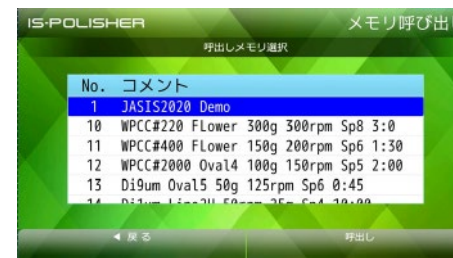 IS-POLISHER メモリ呼び出
呼出しメモリ選択
No. コメント
1 JASIS2020 Demo
10 WPCC#220 FLower 300g 300rpm Sp8 3:0
11 WPCC#400 FLower 150g 200rpm Sp6 1:30
12 WPCC#2000 Oval4 100g 150rpm Sp5 2:00
13 Di9um Oval5 50g 125rpm Sp6 0:45
14
◀ 戻る 呼出し